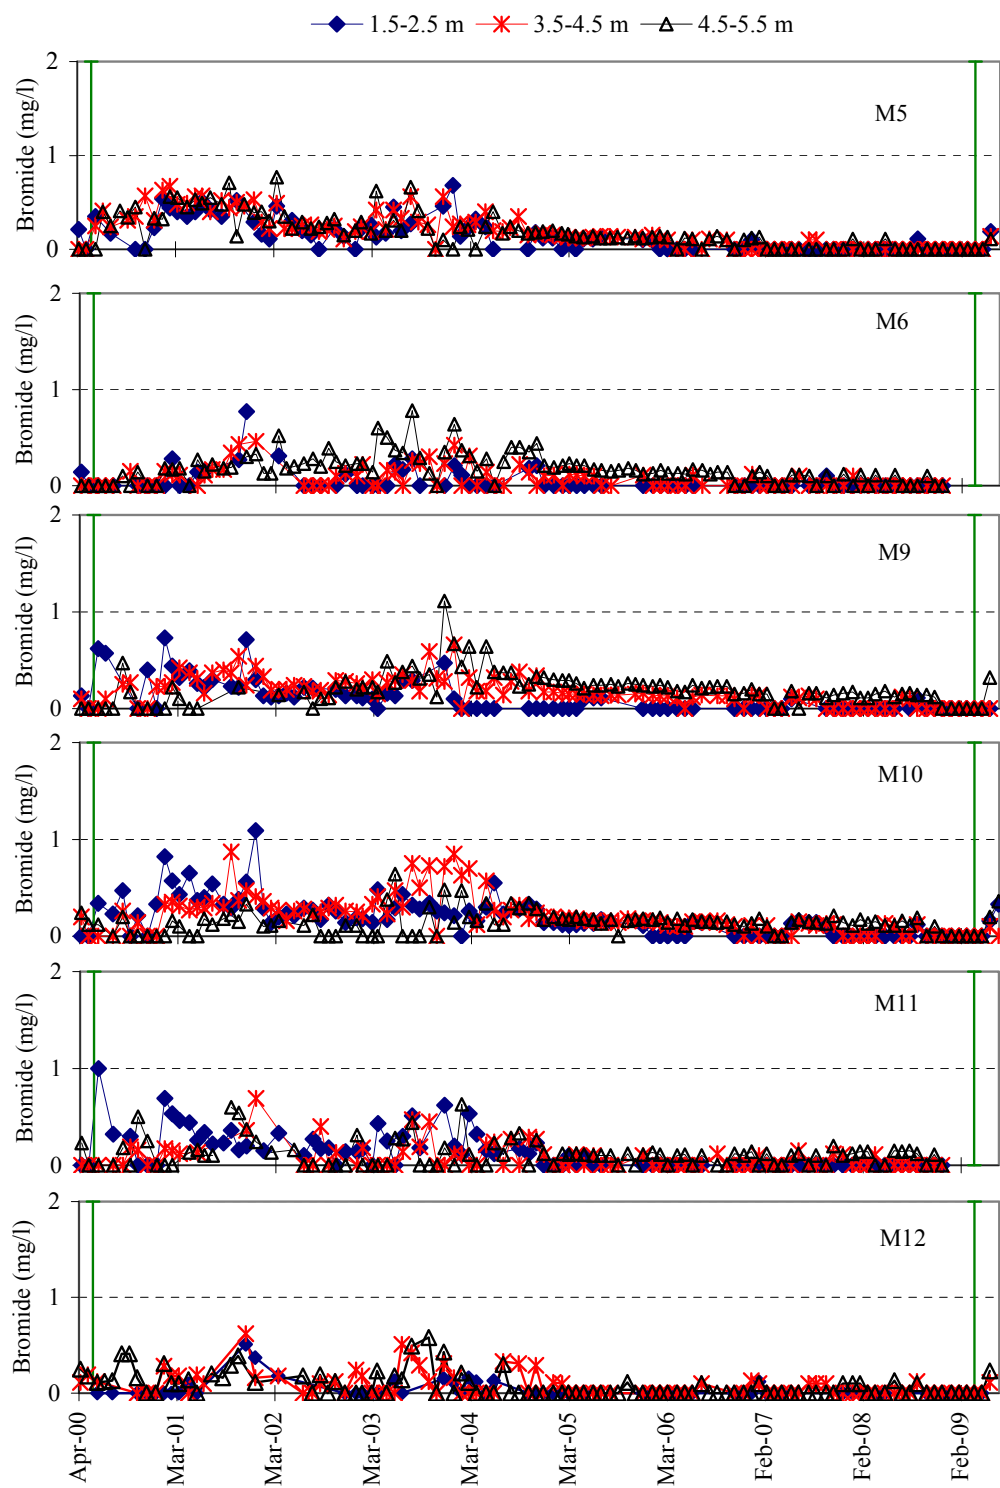 1.5-2.5 m 3.5-4.5 m 4.5-5.5 m
Bromide (mg/l)
2
1
0
M5
Bromide (mg/l)
2
1
0
M6
Bromide (mg/l)
2
1
0
M9
Bromide (mg/l)
2
1
0
M10
Bromide (mg/l)
2
1
0
M11
Bromide (mg/l)
2
1
0
M12
Apr-00 Mar-01 Mar-02 Mar-03 Mar-04 Mar-05 Mar-06 Feb-07 Feb-08 Feb-09